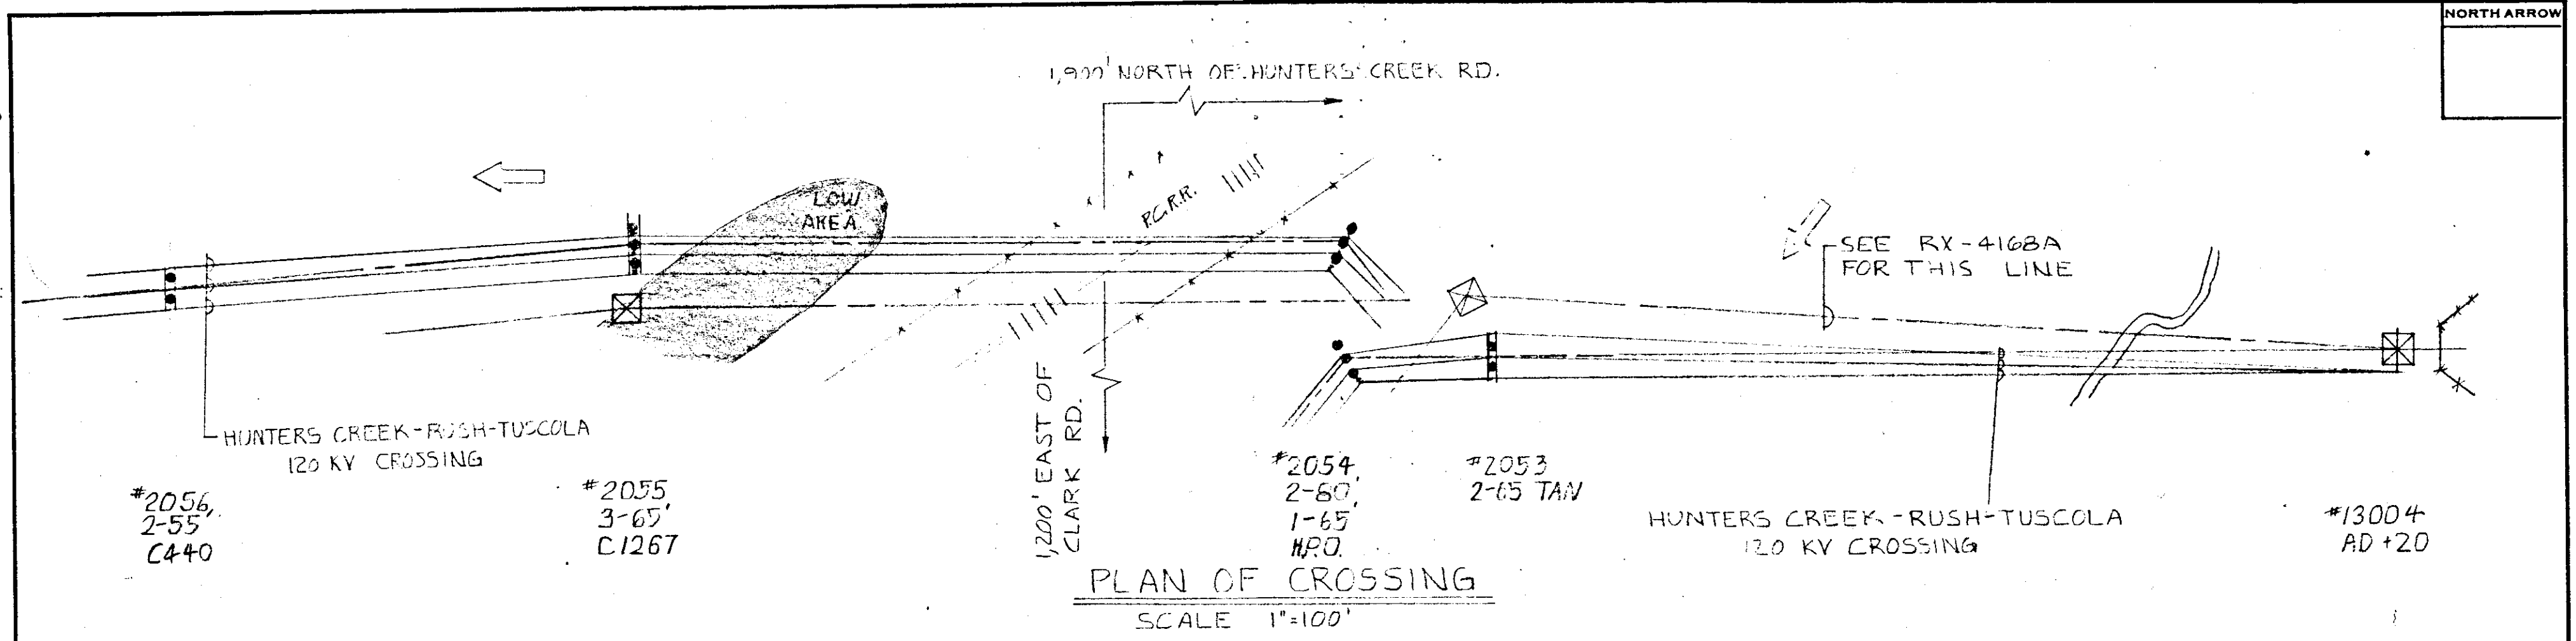 NORTH ARROW
1,900' NORTH OF HUNTERS CREEK RD.
LOW
AREA
P.C.R.R.
SEE RX-4168A
FOR THIS LINE
HUNTERS CREEK-RUSH-TUSCOLA
120 KV CROSSING
1,200' EAST OF
CLARK RD.
#2056,
2-55'
C440
#2055
3-65'
C1267
#2054,
2-60'
1-65'
H.P.O.
#2053
2-65 TAN
HUNTERS CREEK-RUSH-TUSCOLA
120 KV CROSSING
#13004
AD +20
PLAN OF CROSSING
SCALE 1"=100'